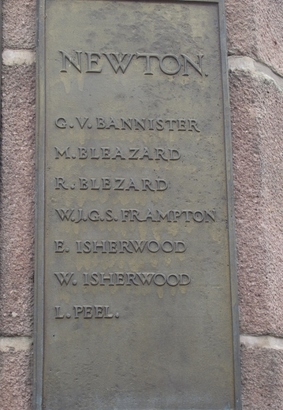 NEWTON.
G. V. BANNISTER
M. BLEAZARD
R. BLEZARD
W.J.G.S. FRAMPTON
E. ISHERWOOD
W. ISHERWOOD
L. PEEL.